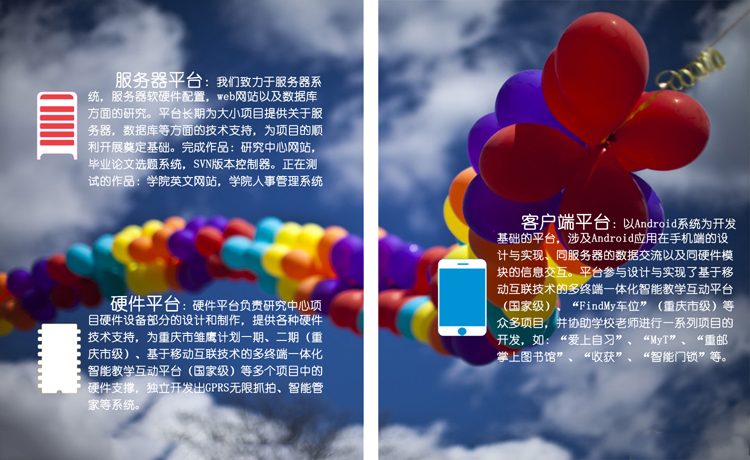 服务器平台：我们致力于服务器系
统，服务器软硬件配置，web网站以及数据库
方面的研究。平台长期为大小项目提供关于服
务器，数据库等方面的技术支持，为项目的顺
利开展奠定基础。完成作品：研究中心网站，
毕业论文选题系统，SVN版本控制器。正在测
试的作品：学院英文网站，学院人事管理系统
硬件平台：硬件平台负责研究中心项
目硬件设备部分的设计和制作，提供各种硬件
技术支持，为重庆市雏鹰计划一期、二期（重
庆市级）、基于移动互联技术的多终端一体化
智能教学互动平台（国家级）等多个项目中的
硬件支撑，独立开发出GPRS无限抓拍、智能管
家等系统。
客户端平台：以Android系统为开发
基础的平台，涉及Android应用在手机端的设
计与实现、同服务器的数据交流以及同硬件模
块的信息交互。平台参与设计与实现了基于移
动互联技术的多终端一体化智能教学互动平台
（国家级）、“FindMy车位”（重庆市级）等
众多项目，并协助学校老师进行一系列项目的
开发，如：“爱上自习”、“MyT”、“重邮
掌上图书馆”、“收获”、“智能门锁”等。